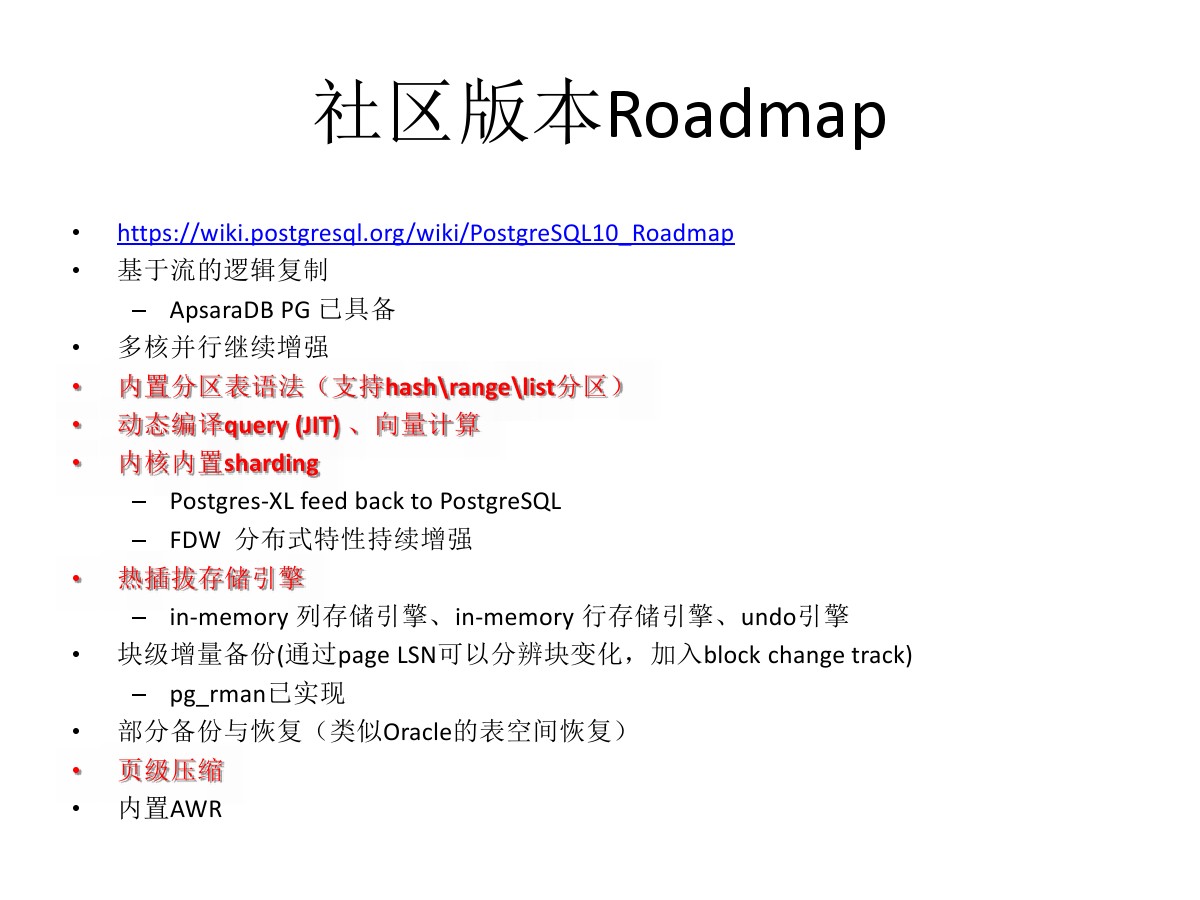 社区版本Roadmap
• https://wiki.postgresql.org/wiki/PostgreSQL10_Roadmap
• 基于流的逻辑复制
– ApsaraDB PG 已具备
• 多核并行继续增强
• 内置分区表语法（支持hash\range\list分区）
• 动态编译query (JIT) 、向量计算
• 内核内置sharding
– Postgres-XL feed back to PostgreSQL
– FDW 分布式特性持续增强
• 热插拔存储引擎
– in-memory 列存储引擎、in-memory 行存储引擎、undo引擎
• 块级增量备份(通过page LSN可以分辨块变化，加入block change track)
– pg_rman已实现
• 部分备份与恢复（类似Oracle的表空间恢复）
• 页级压缩
• 内置AWR